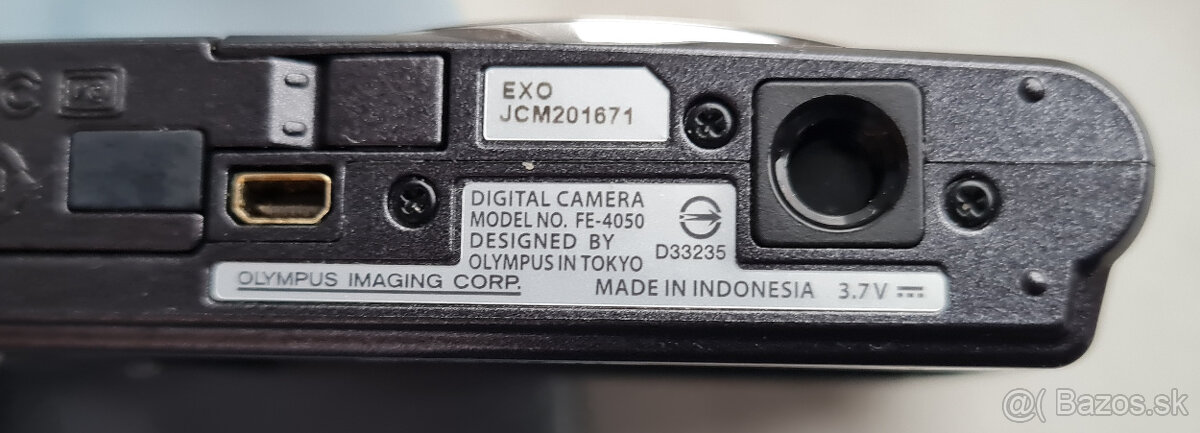 EXO
JCM201671
DIGITAL CAMERA
MODEL NO. FE-4050
DESIGNED BY
OLYMPUS IN TOKYO
D33235
OLYMPUS IMAGING CORP.
MADE IN INDONESIA 3.7 V
@( Bazos.sk